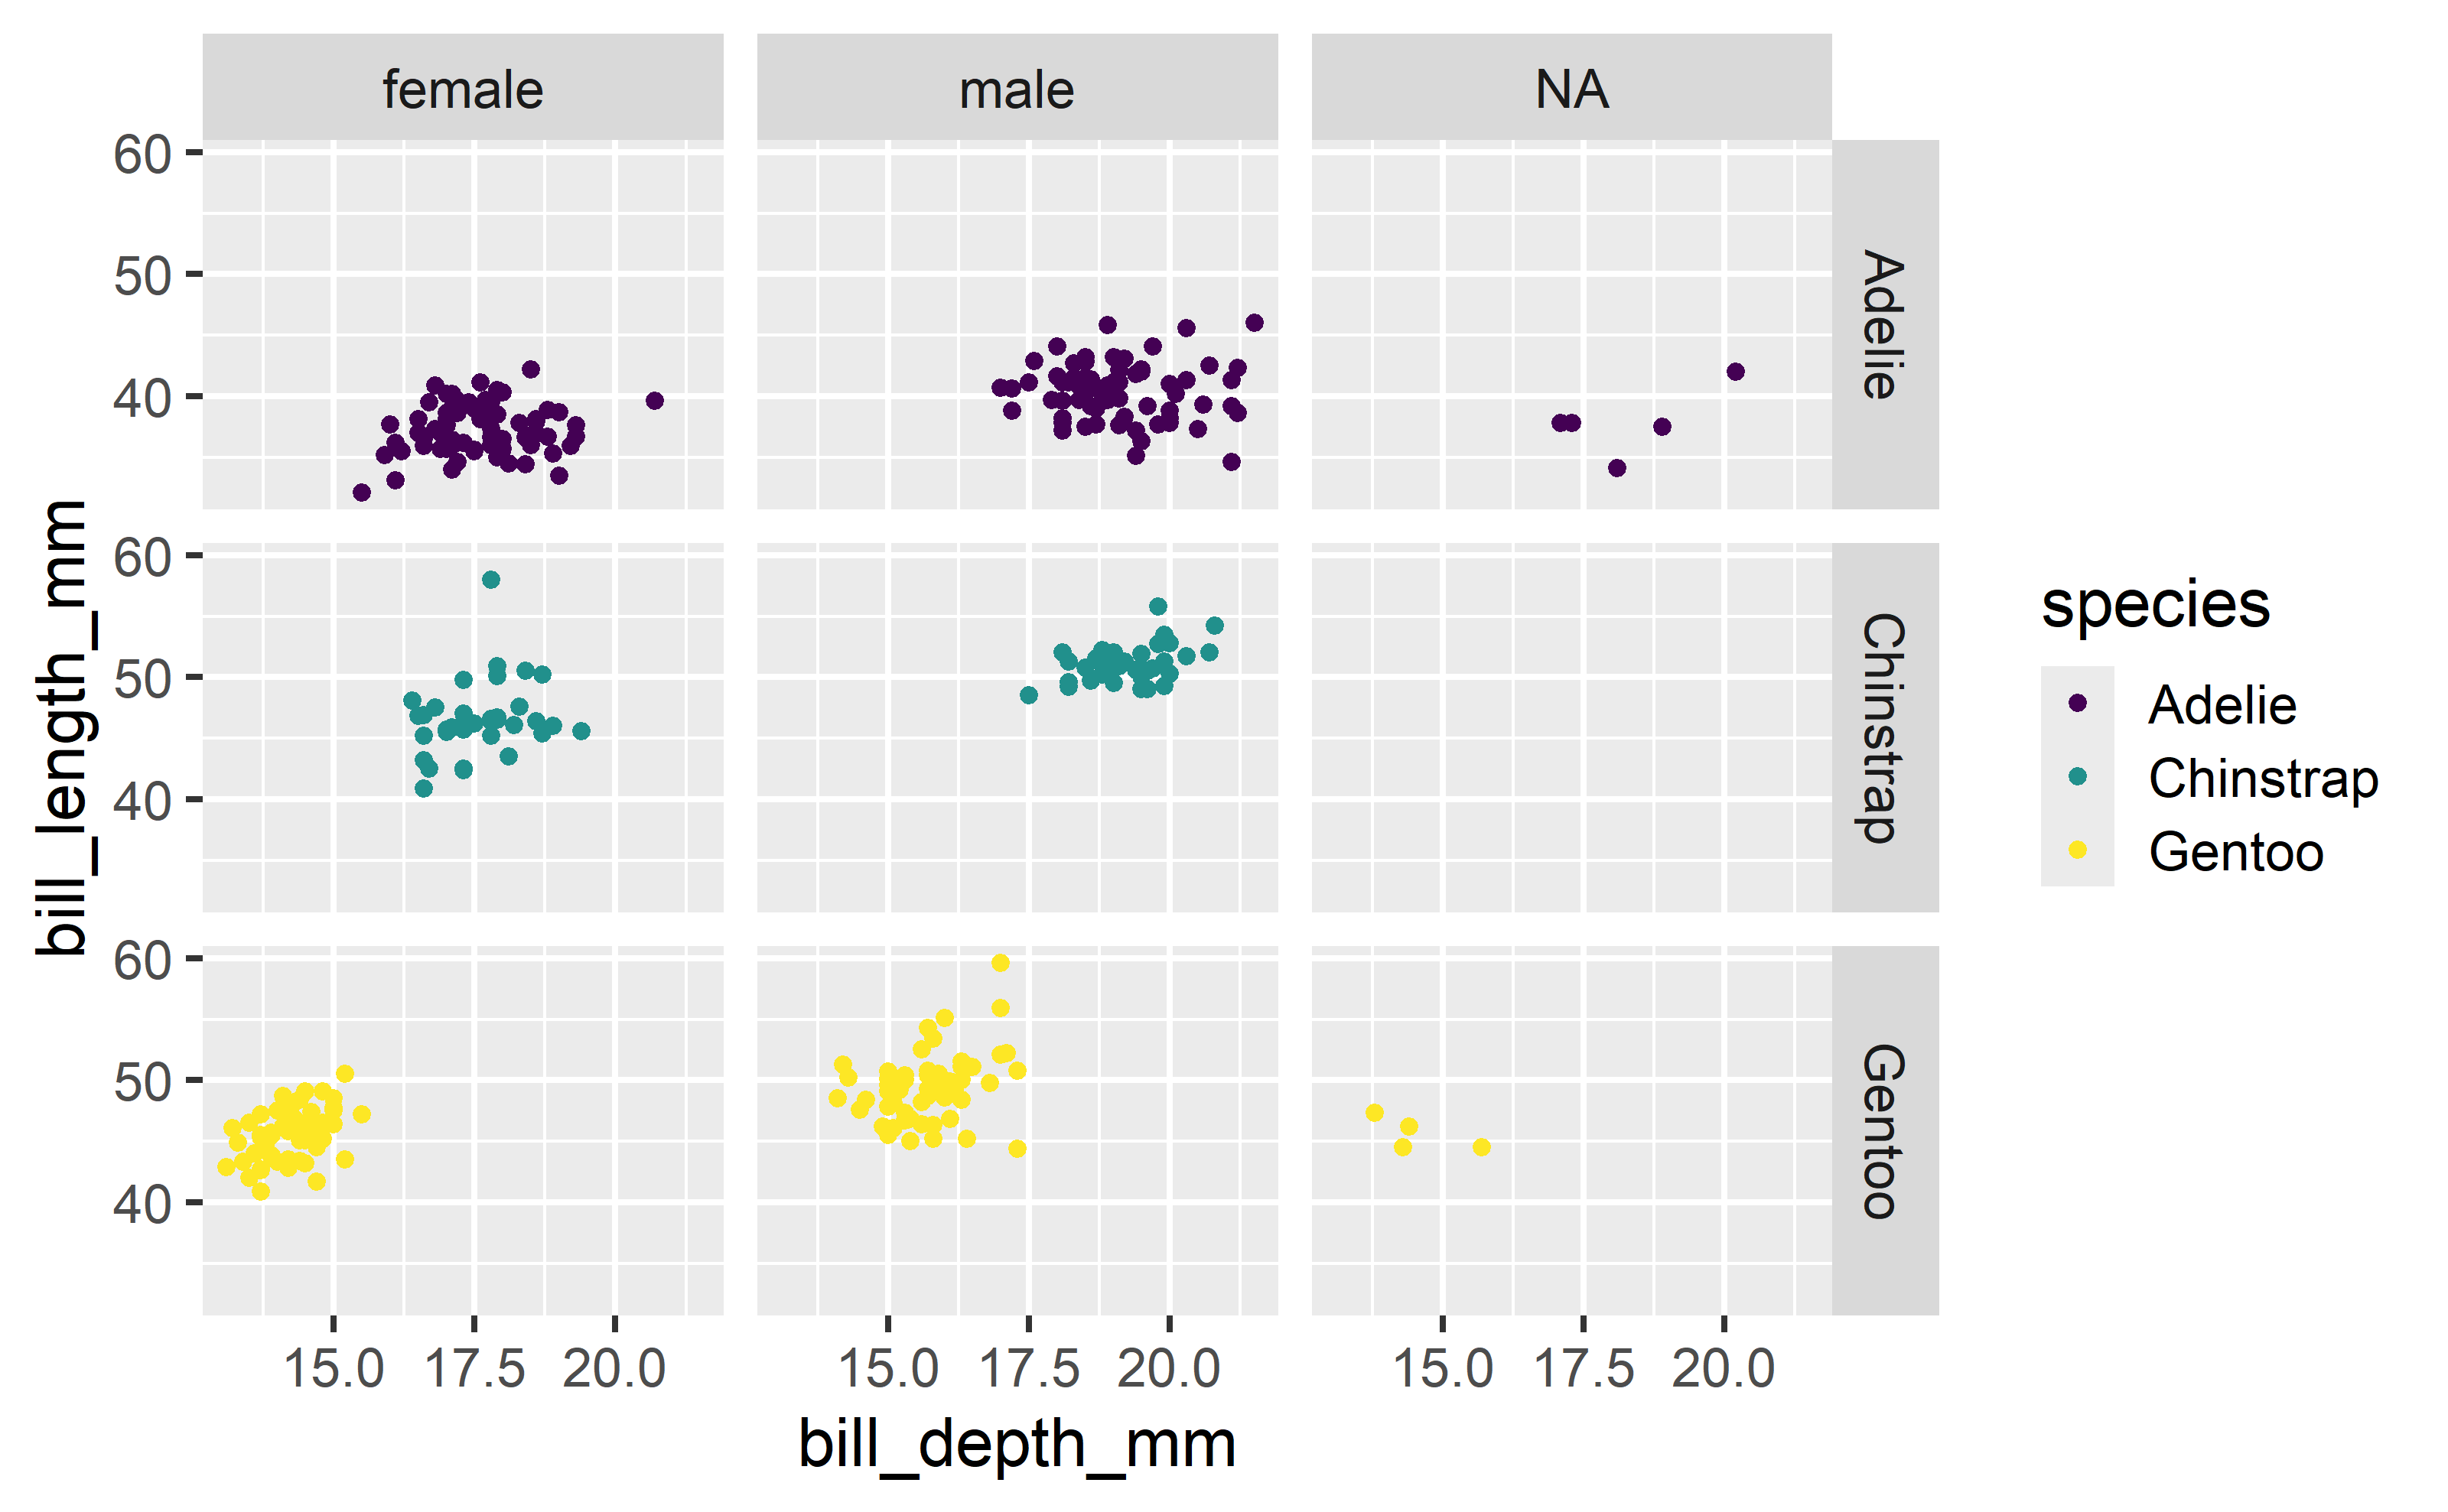 female male NA
60
50
40
Adelie
60
50
40
Chinstrap
60
50
40
Gentoo
15.0 17.5 20.0 15.0 17.5 20.0 15.0 17.5 20.0
bill_depth_mm
bill_length_mm
species
Adelie
Chinstrap
Gentoo